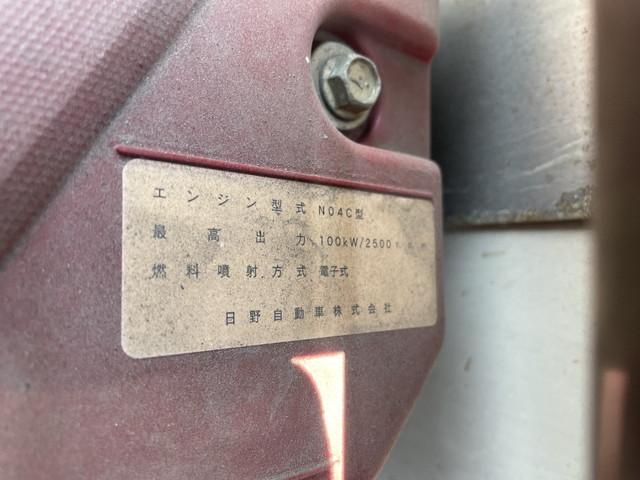 エンジン型式 N04C型
最高出力 100kW/2500r.p.m
燃料噴射方式 電子式
日野自動車株式会社